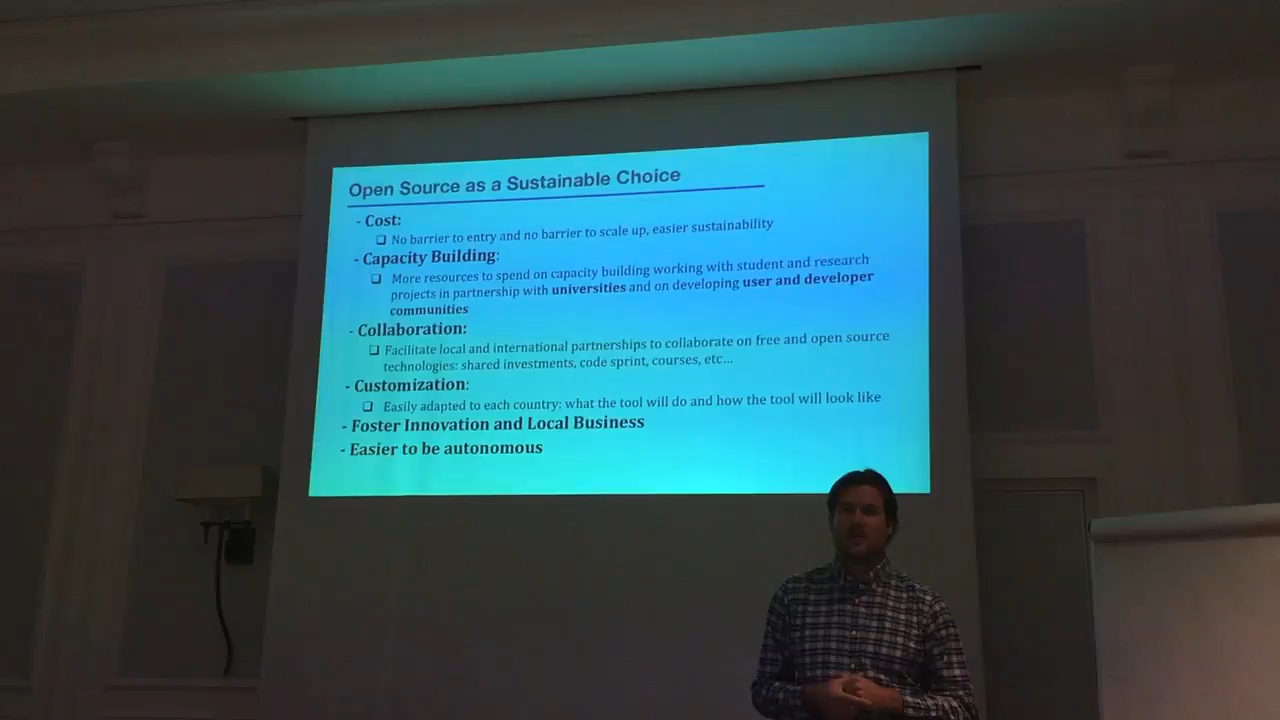 Open Source as a Sustainable Choice
- Cost:
❑ No barrier to entry and no barrier to scale up, easier sustainability
- Capacity Building:
❑ More resources to spend on capacity building working with student and research
projects in partnership with universities and on developing user and developer
communities
- Collaboration:
❑ Facilitate local and international partnerships to collaborate on free and open source
technologies: shared investments, code sprint, courses, etc...
- Customization:
❑ Easily adapted to each country: what the tool will do and how the tool will look like
- Foster Innovation and Local Business
- Easier to be autonomous